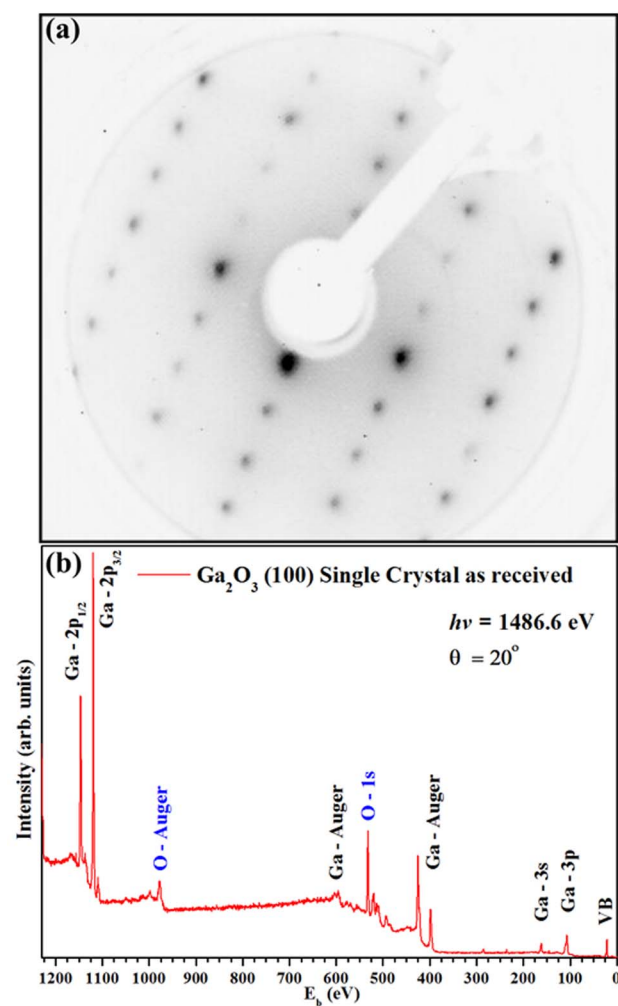 (a)
(b)
Ga₂O₃ (100) Single Crystal as received
hν = 1486.6 eV
θ = 20°
Intensity (arb. units)
Ga - 2p₁/₂
Ga - 2p₃/₂
O - Auger
Ga - Auger
O - 1s
Ga - Auger
Ga - 3s
Ga - 3p
VB
1200 1100 1000 900 800 700 600 500 400 300 200 100 0
E_b (eV)